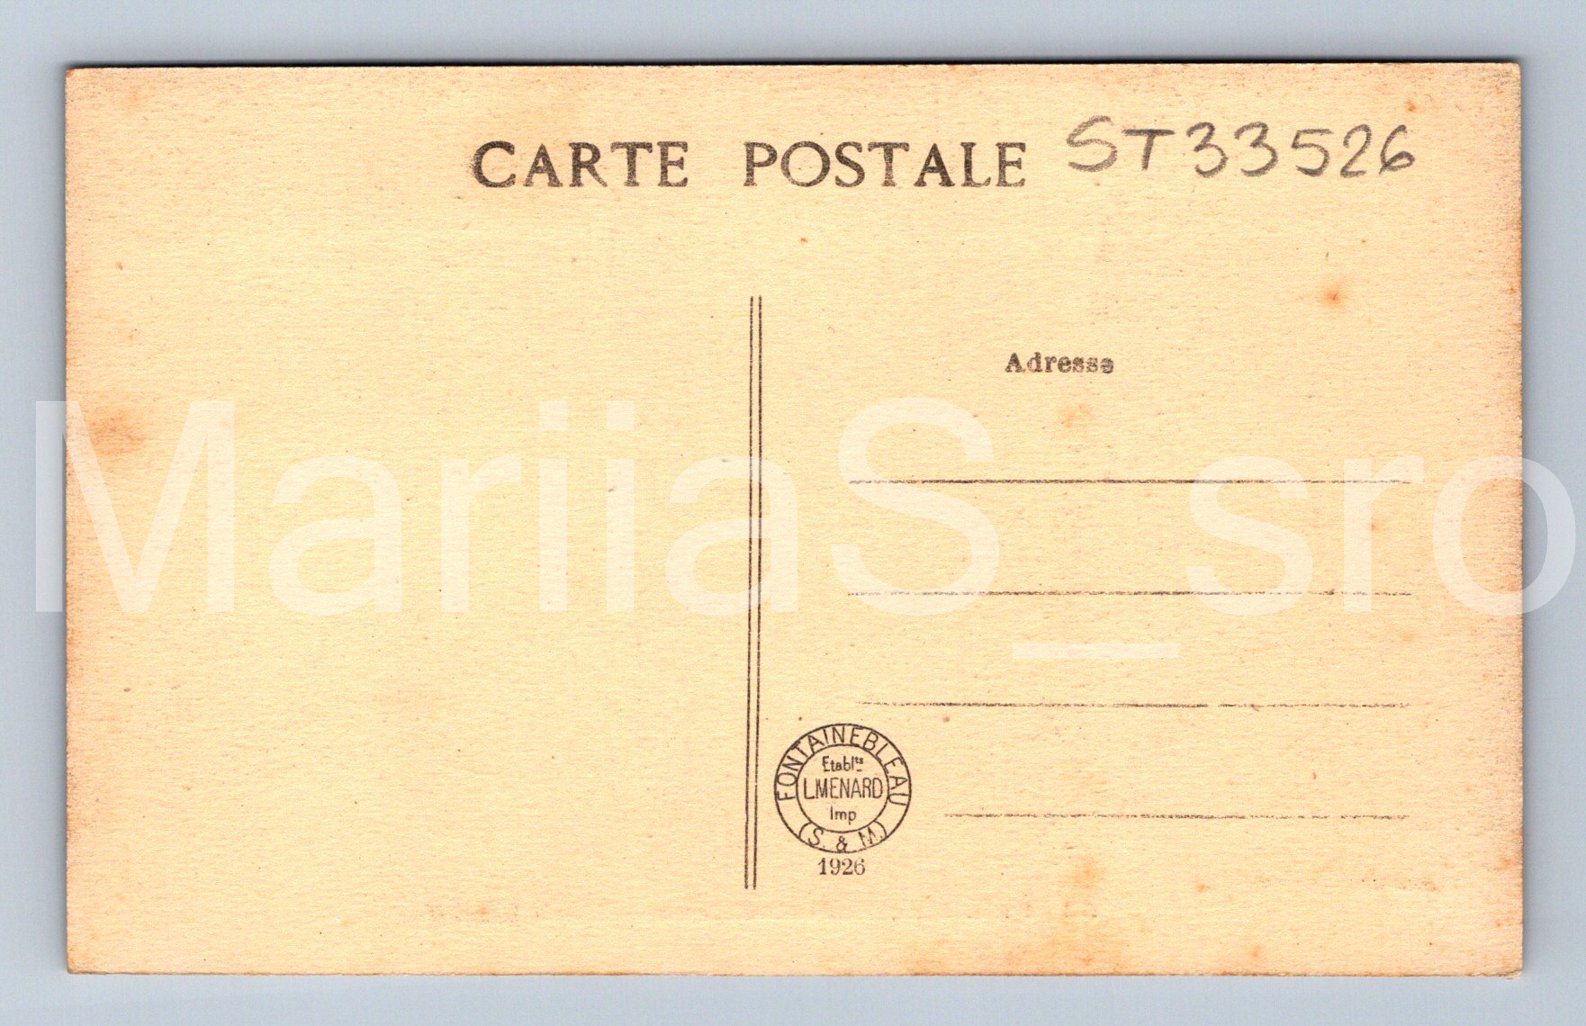 CARTE POSTALE ST33526
Adresse
MariiaS_sro
FONTAINEBLEAU
Etablts
L.MENARD
Imp
(S. & M.)
1926